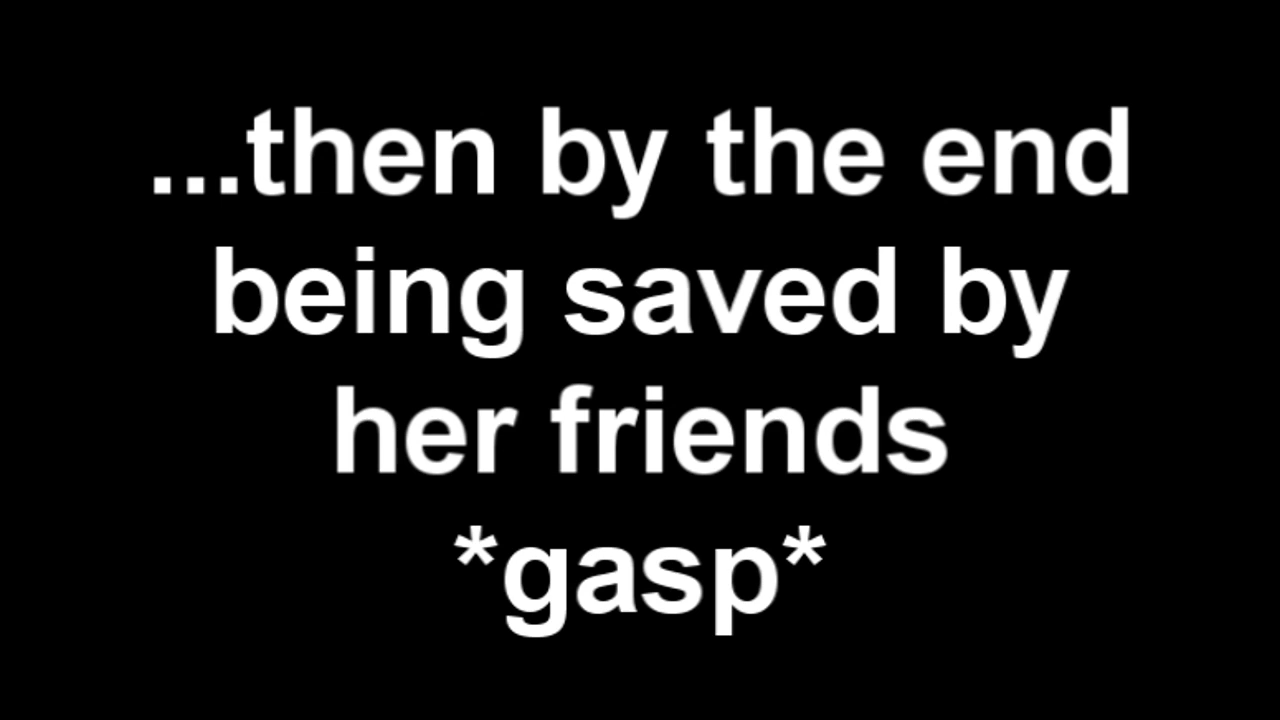 ...then by the end
being saved by
her friends
*gasp*